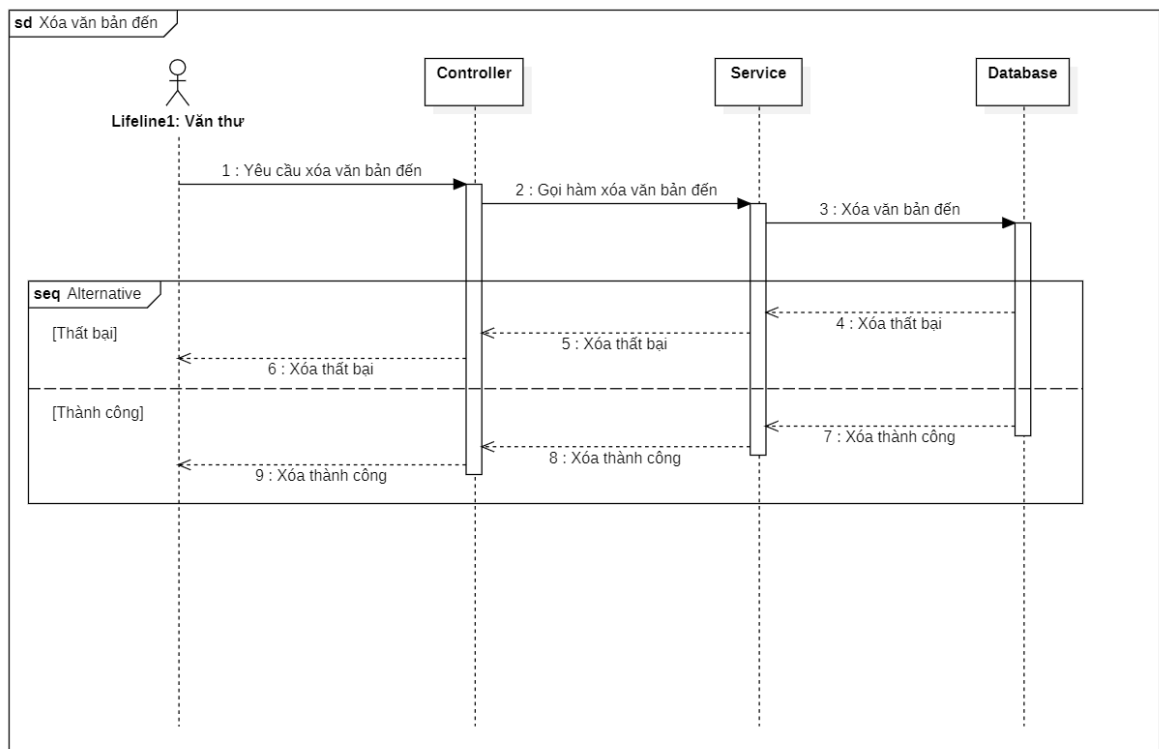 sd Xóa văn bản đến
Controller
Service
Database
Lifeline1: Văn thư
1 : Yêu cầu xóa văn bản đến
2 : Gọi hàm xóa văn bản đến
3 : Xóa văn bản đến
seq Alternative
[Thất bại]
4 : Xóa thất bại
5 : Xóa thất bại
6 : Xóa thất bại
[Thành công]
7 : Xóa thành công
8 : Xóa thành công
9 : Xóa thành công